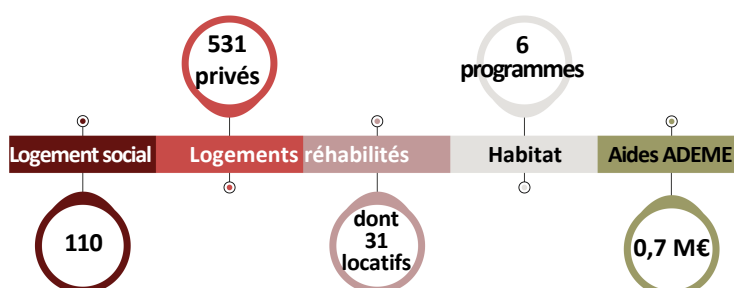 531
privés
6
programmes
Logement social
Logements réhabilités
Habitat
Aides ADEME
110
dont
31
locatifs
0,7 M€